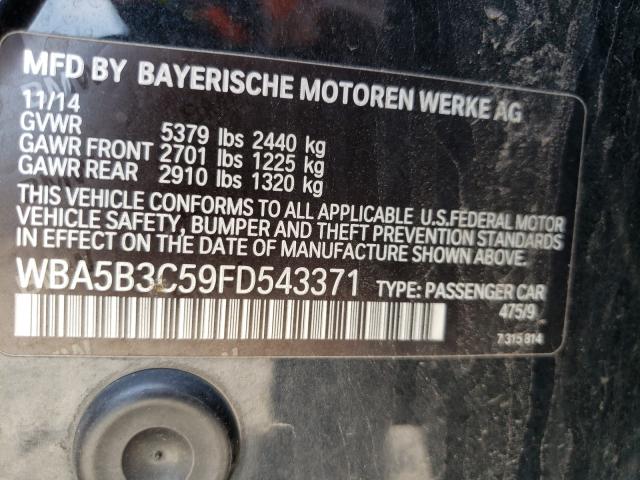 MFD BY BAYERISCHE MOTOREN WERKE AG
11/14
GVWR 5379 lbs 2440 kg
GAWR FRONT 2701 lbs 1225 kg
GAWR REAR 2910 lbs 1320 kg
THIS VEHICLE CONFORMS TO ALL APPLICABLE U.S.FEDERAL MOTOR
VEHICLE SAFETY, BUMPER AND THEFT PREVENTION STANDARDS
IN EFFECT ON THE DATE OF MANUFACTURE SHOWN ABOVE.
WBA5B3C59FD543371 TYPE: PASSENGER CAR
475/9
7 315 814